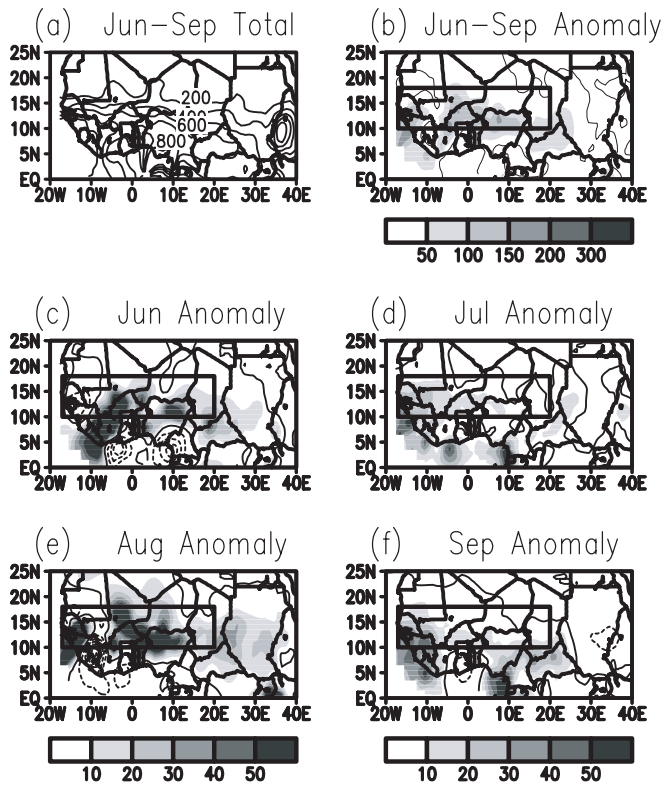 (a) Jun-Sep Total
(b) Jun-Sep Anomaly
25N
20N
15N
10N
5N
EQ
20W 10W 0 10E 20E 30E 40E
200
600
800
25N
20N
15N
10N
5N
EQ
20W 10W 0 10E 20E 30E 40E
50 100 150 200 300
(c) Jun Anomaly
(d) Jul Anomaly
25N
20N
15N
10N
5N
EQ
20W 10W 0 10E 20E 30E 40E
25N
20N
15N
10N
5N
EQ
20W 10W 0 10E 20E 30E 40E
(e) Aug Anomaly
(f) Sep Anomaly
25N
20N
15N
10N
5N
EQ
20W 10W 0 10E 20E 30E 40E
25N
20N
15N
10N
5N
EQ
20W 10W 0 10E 20E 30E 40E
10 20 30 40 50
10 20 30 40 50